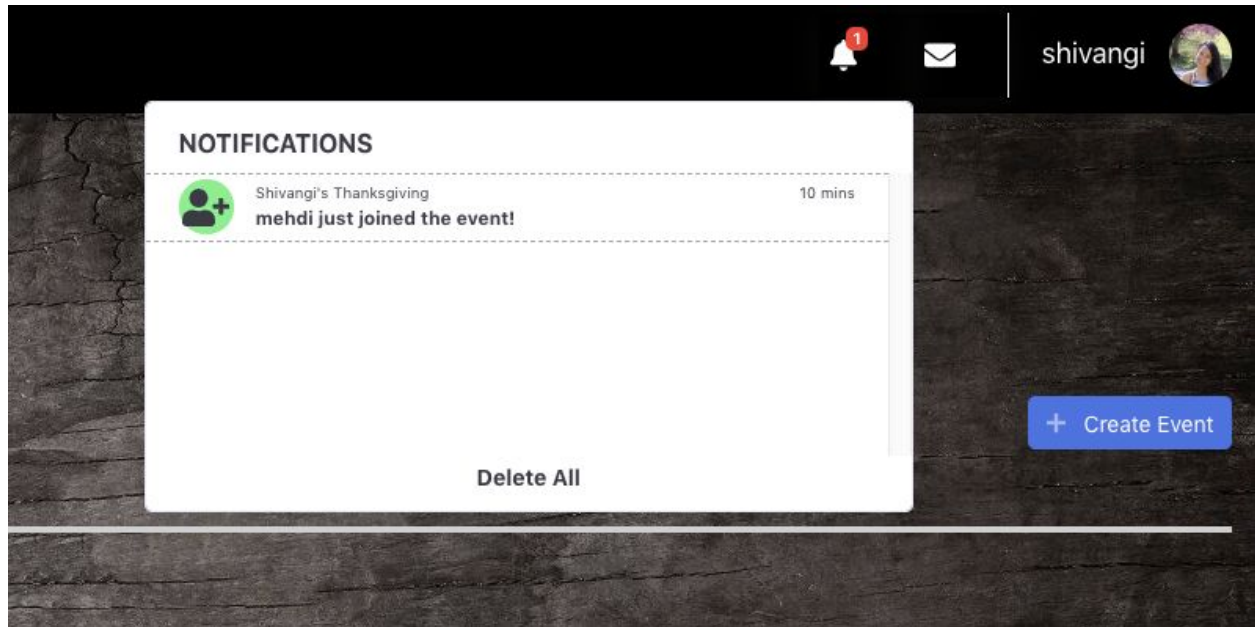 1
shivangi
NOTIFICATIONS
Shivangi's Thanksgiving
10 mins
mehdi just joined the event!
+ Create Event
Delete All